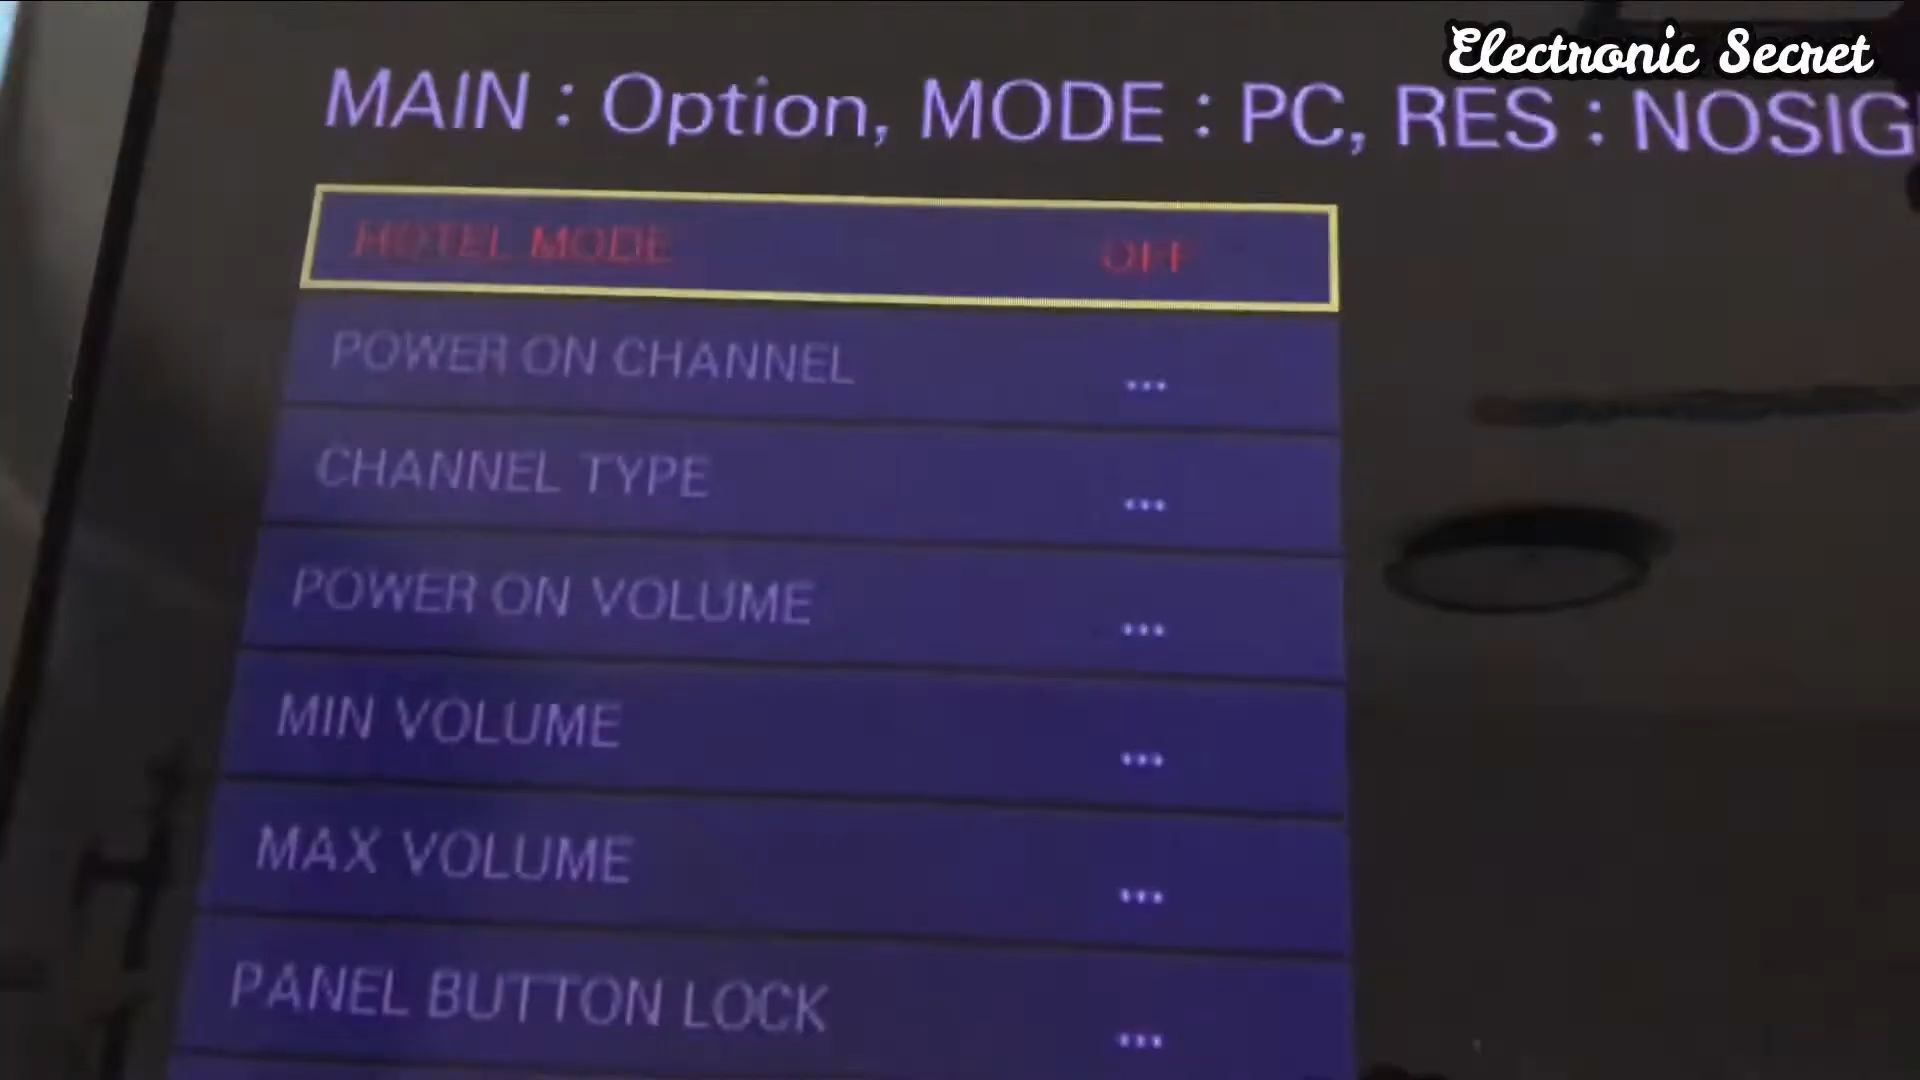 Electronic Secret
MAIN : Option, MODE : PC, RES : NOSIG
HOTEL MODE OFF
POWER ON CHANNEL ...
CHANNEL TYPE ...
POWER ON VOLUME ...
MIN VOLUME ...
MAX VOLUME ...
PANEL BUTTON LOCK ...